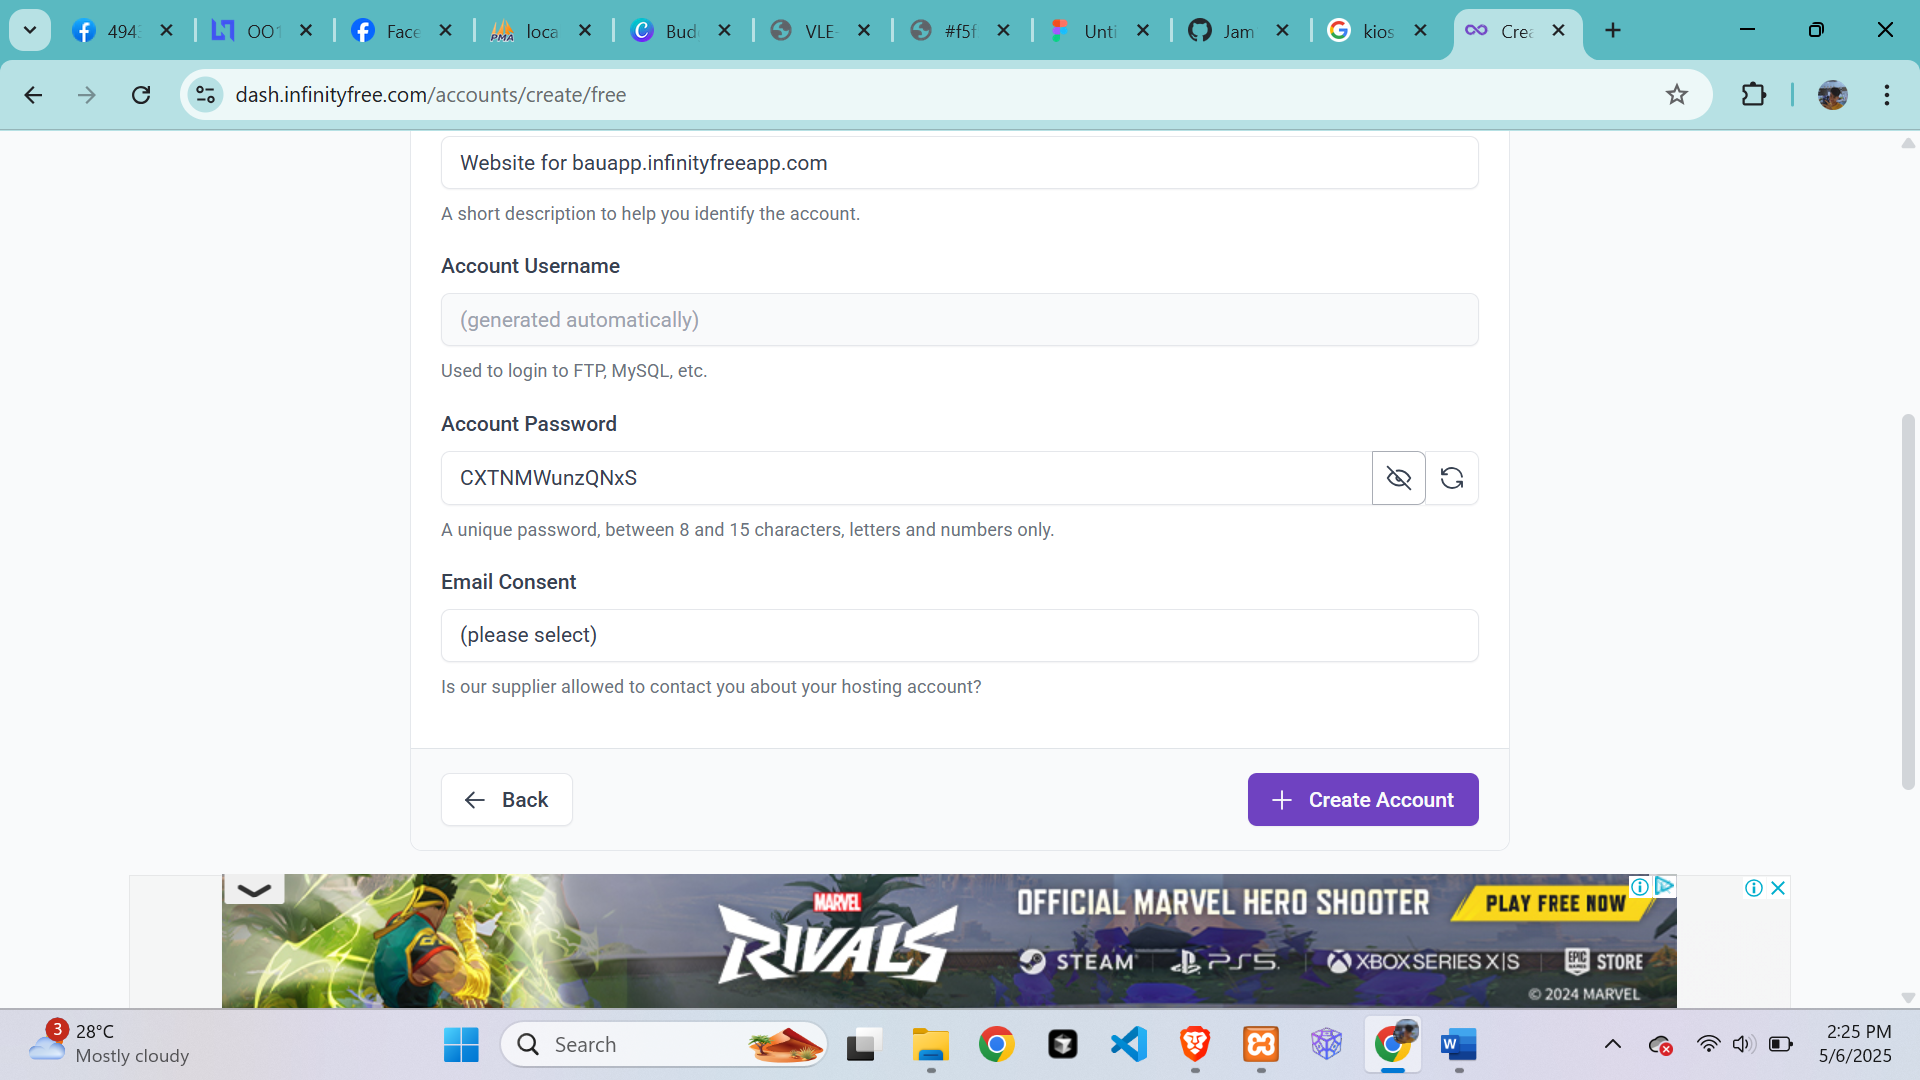 494
OO1
Face
PMA
loca
Bud
VLE-
#f5f
Unti
Jam
kios
Crea
dash.infinityfree.com/accounts/create/free
Website for bauapp.infinityfreeapp.com
A short description to help you identify the account.
Account Username
(generated automatically)
Used to login to FTP, MySQL, etc.
Account Password
CXTNMWunzQNxS
A unique password, between 8 and 15 characters, letters and numbers only.
Email Consent
(please select)
Is our supplier allowed to contact you about your hosting account?
Back
Create Account
MARVEL
RIVALS
OFFICIAL MARVEL HERO SHOOTER
PLAY FREE NOW
STEAM
PS5
XBOX SERIES X|S
EPIC GAMES STORE
© 2024 MARVEL
3
28°C
Mostly cloudy
Search
W
2:25 PM
5/6/2025